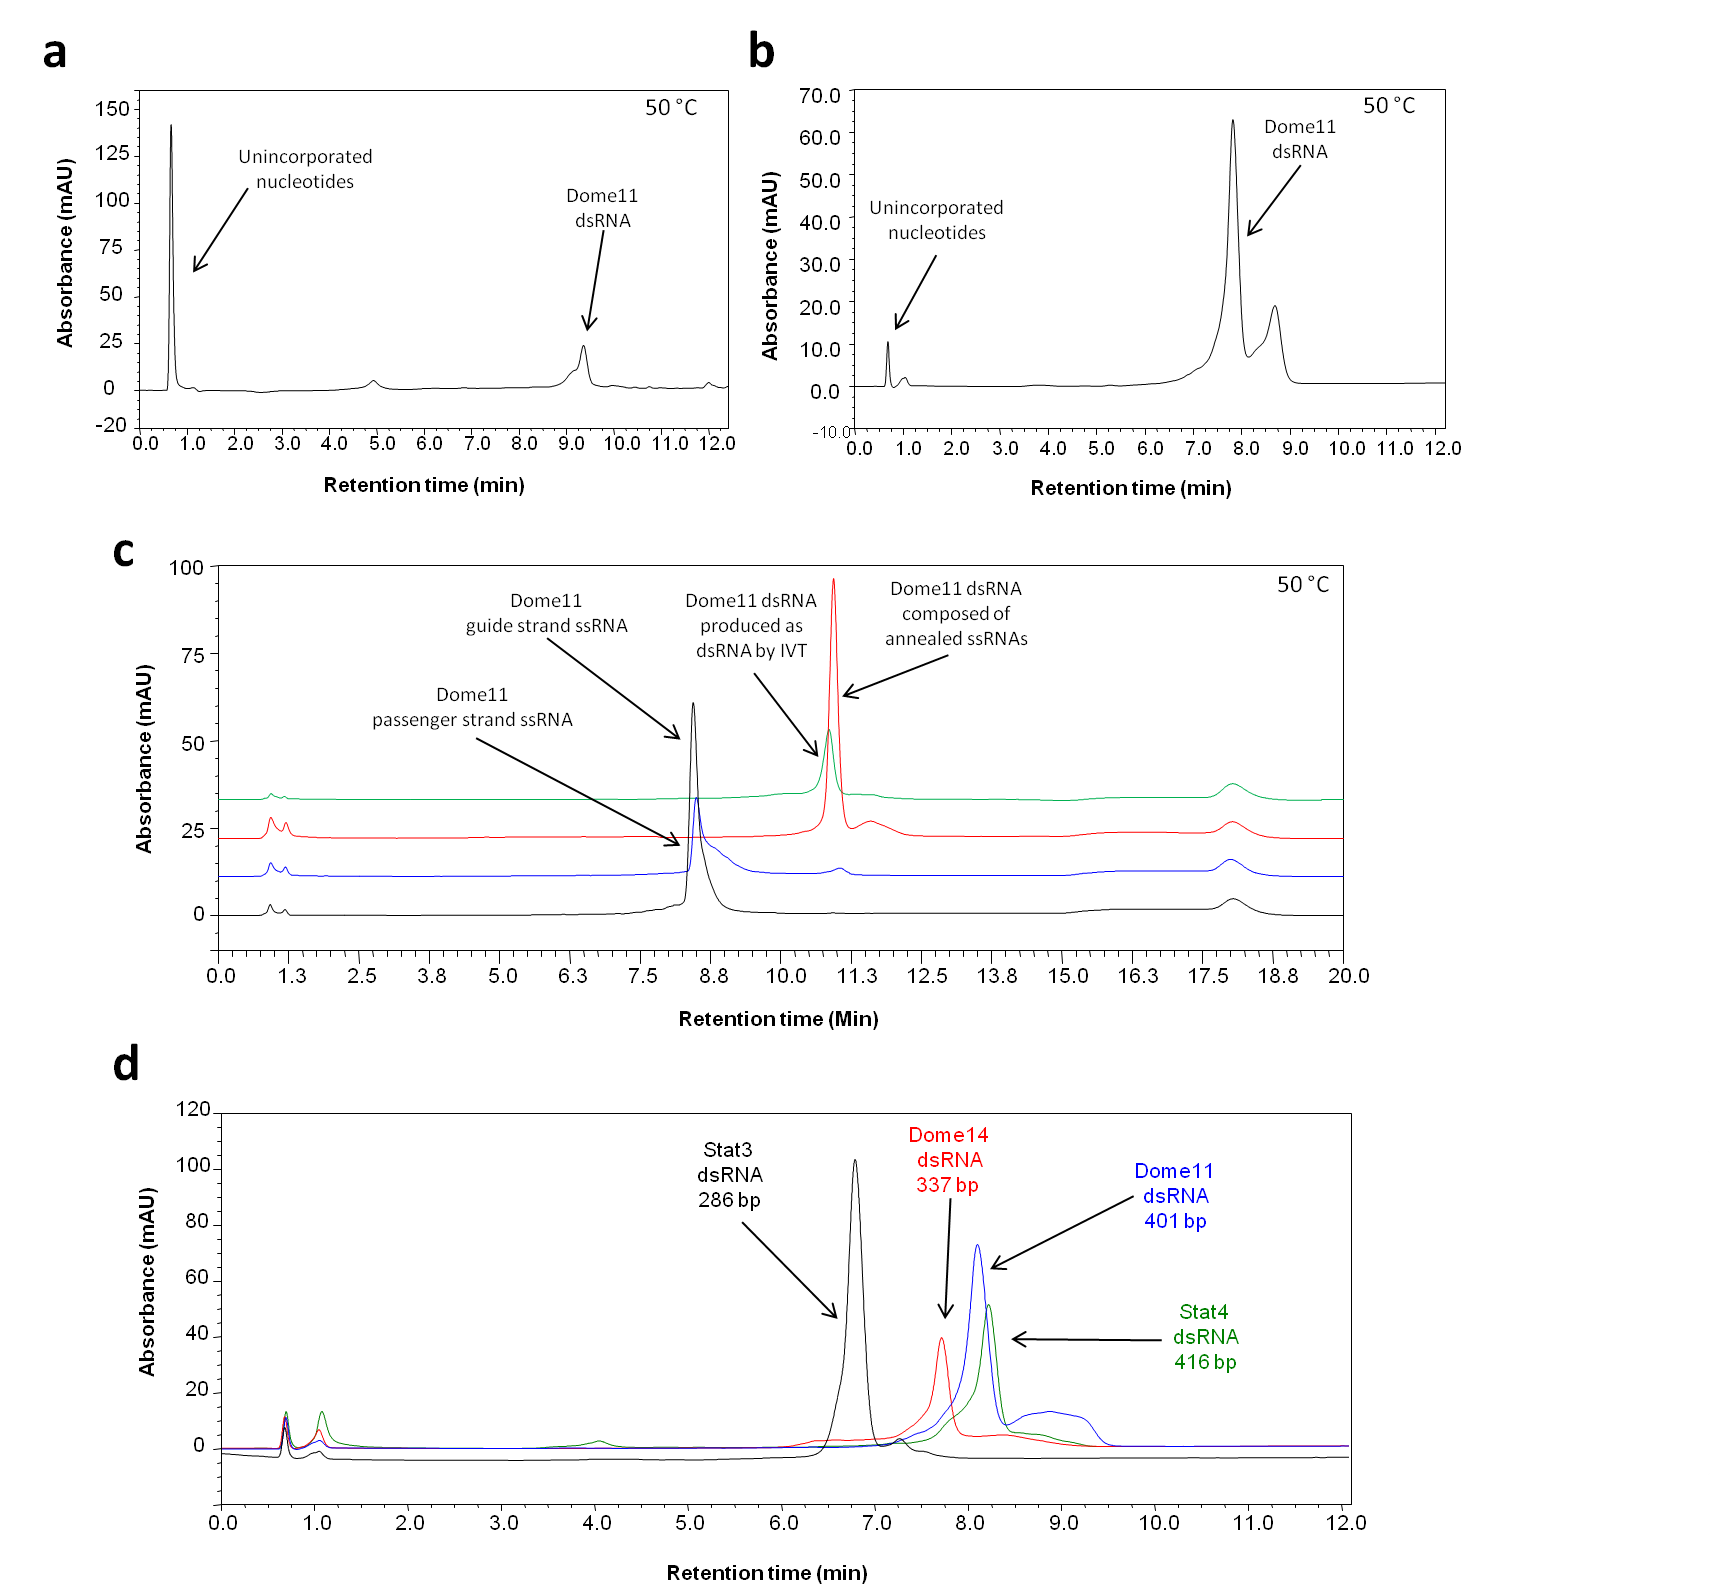 a
50 °C
150
125
100
75
50
25
0
-20
Unincorporated
nucleotides
Dome11
dsRNA
Absorbance (mAU)
0.0 1.0 2.0 3.0 4.0 5.0 6.0 7.0 8.0 9.0 10.0 11.0 12.0
Retention time (min)
b
50 °C
70.0
60.0
50.0
40.0
30.0
20.0
10.0
0.0
-10.0
Unincorporated
nucleotides
Dome11
dsRNA
Absorbance (mAU)
0.0 1.0 2.0 3.0 4.0 5.0 6.0 7.0 8.0 9.0 10.0 11.0 12.0
Retention time (min)
c
50 °C
100
75
50
25
0
Dome11
guide strand ssRNA
Dome11
passenger strand ssRNA
Dome11 dsRNA
produced as
dsRNA by IVT
Dome11 dsRNA
composed of
annealed ssRNAs
Absorbance (mAU)
0.0 1.3 2.5 3.8 5.0 6.3 7.5 8.8 10.0 11.3 12.5 13.8 15.0 16.3 17.5 18.8 20.0
Retention time (Min)
d
120
100
80
60
40
20
0
Stat3
dsRNA
286 bp
Dome14
dsRNA
337 bp
Dome11
dsRNA
401 bp
Stat4
dsRNA
416 bp
Absorbance (mAU)
0.0 1.0 2.0 3.0 4.0 5.0 6.0 7.0 8.0 9.0 10.0 11.0 12.0
Retention time (min)